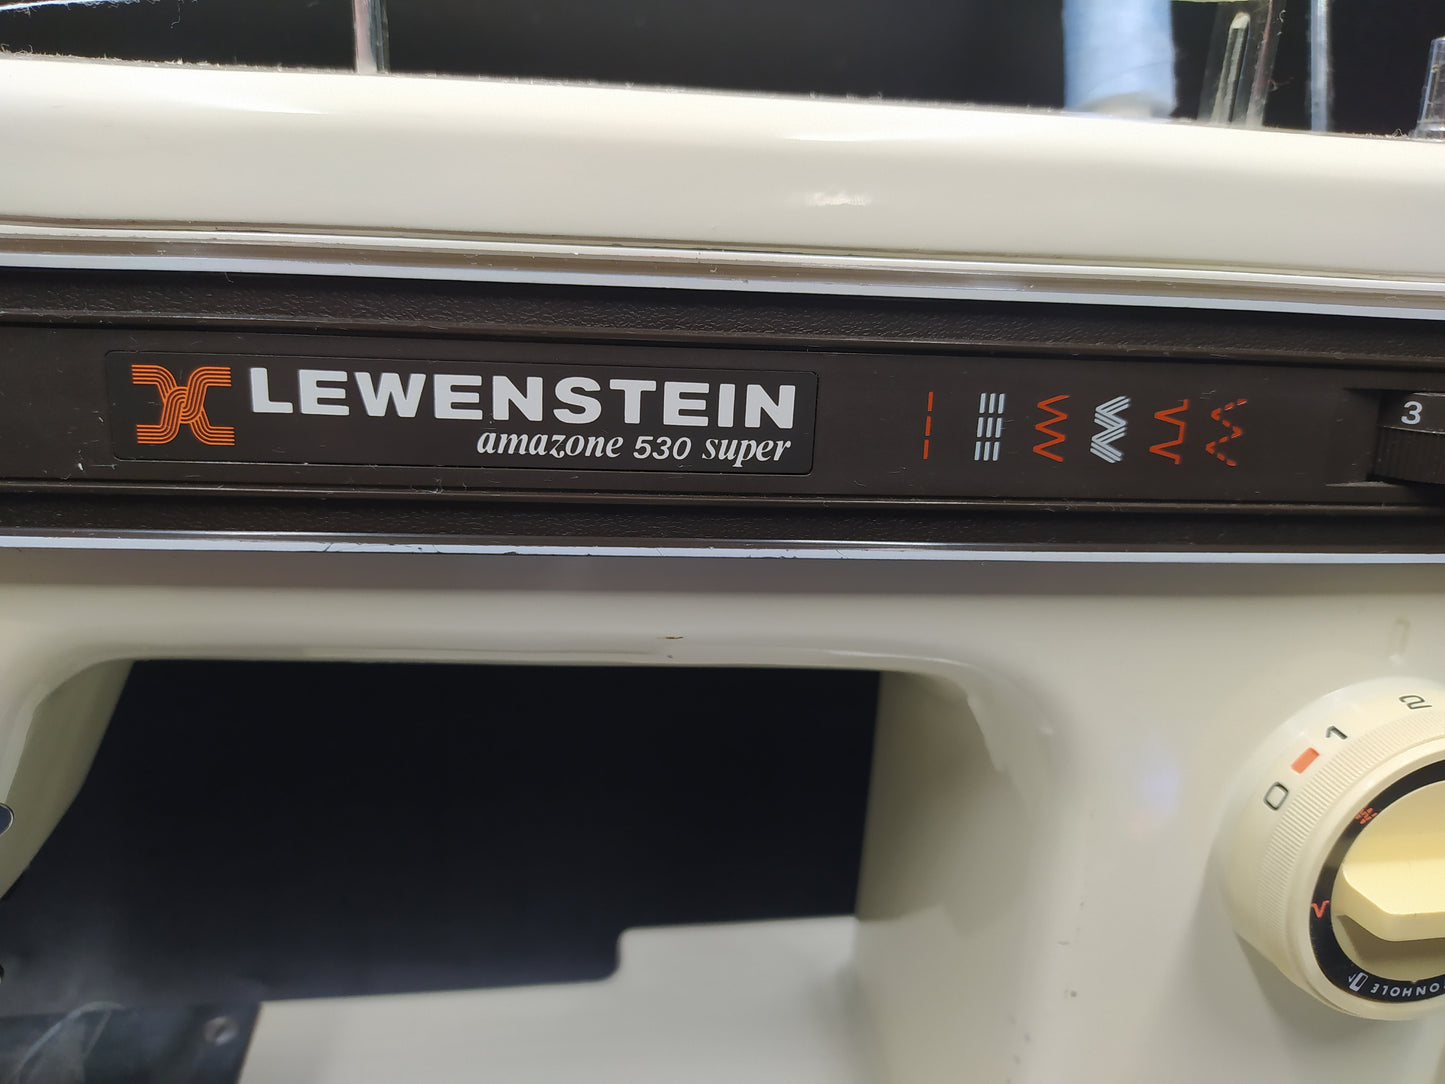 LEWENSTEIN
amazone 530 super
3
2
1
0
ONHOLE